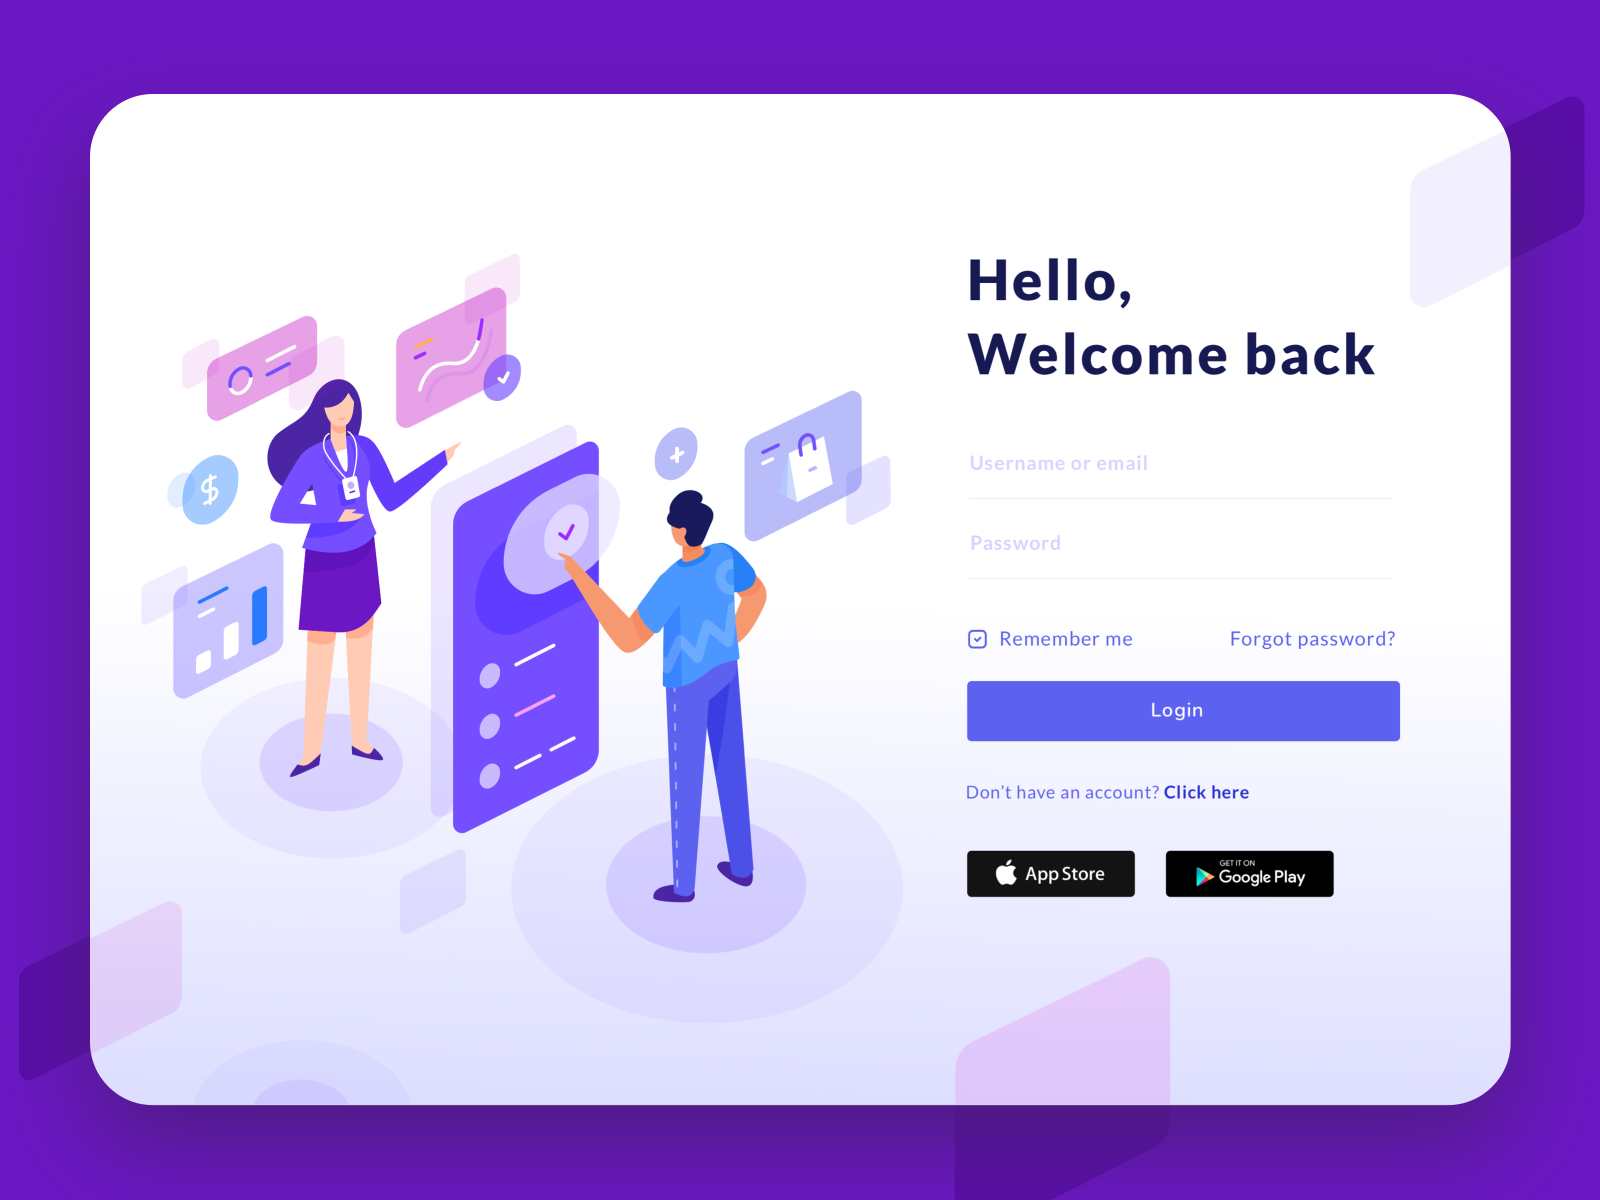 Hello,
Welcome back
Username or email
Password
Remember me
Forgot password?
Login
Don't have an account? Click here
App Store
GET IT ON
Google Play
$